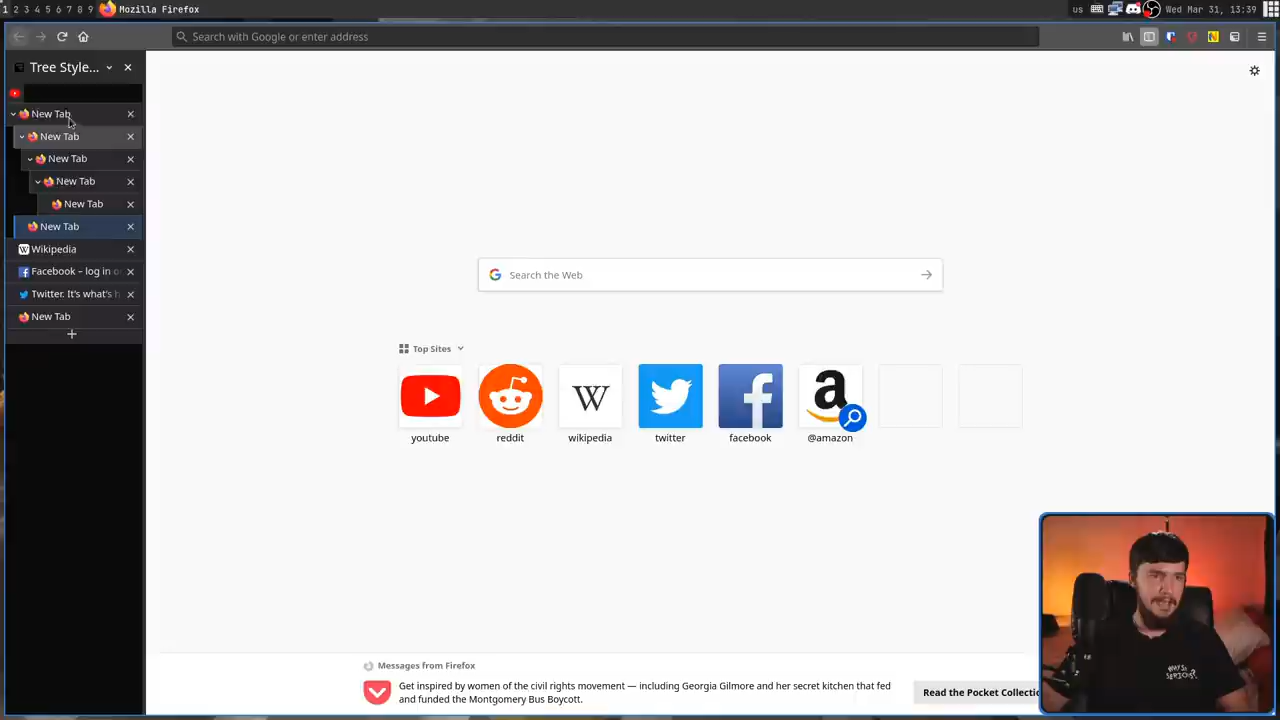 1 2 3 4 5 6 7 8 9 Mozilla Firefox
us Wed Mar 31, 13:39
Search with Google or enter address
Tree Style...
New Tab
New Tab
New Tab
New Tab
New Tab
New Tab
Wikipedia
Facebook – log in o
Twitter. It's what's h
New Tab
Search the Web
Top Sites
youtube
reddit
wikipedia
twitter
facebook
@amazon
Messages from Firefox
Get inspired by women of the civil rights movement — including Georgia Gilmore and her secret kitchen that fed
and funded the Montgomery Bus Boycott.
Read the Pocket Collectio
WHY SO
SERIOUS?